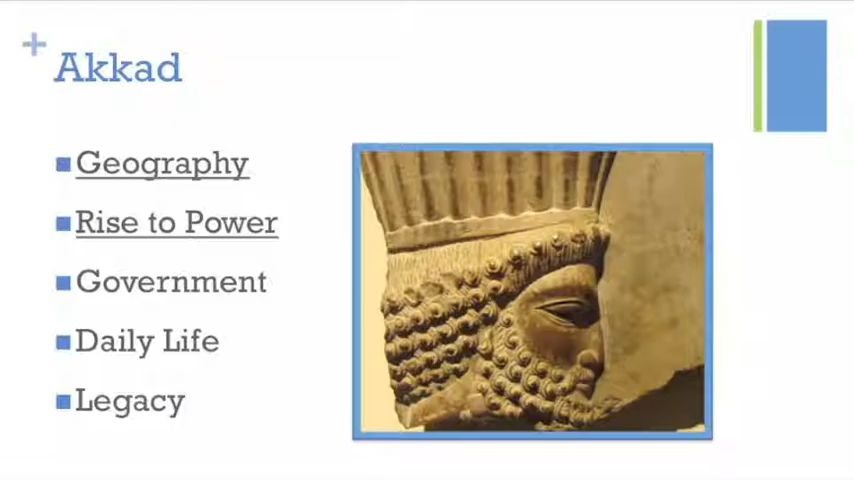 Akkad
Geography
Rise to Power
Government
Daily Life
Legacy